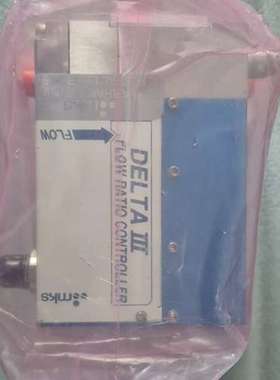 FLOW
DELTA III
FLOW RATIO CONTROLLER
mks